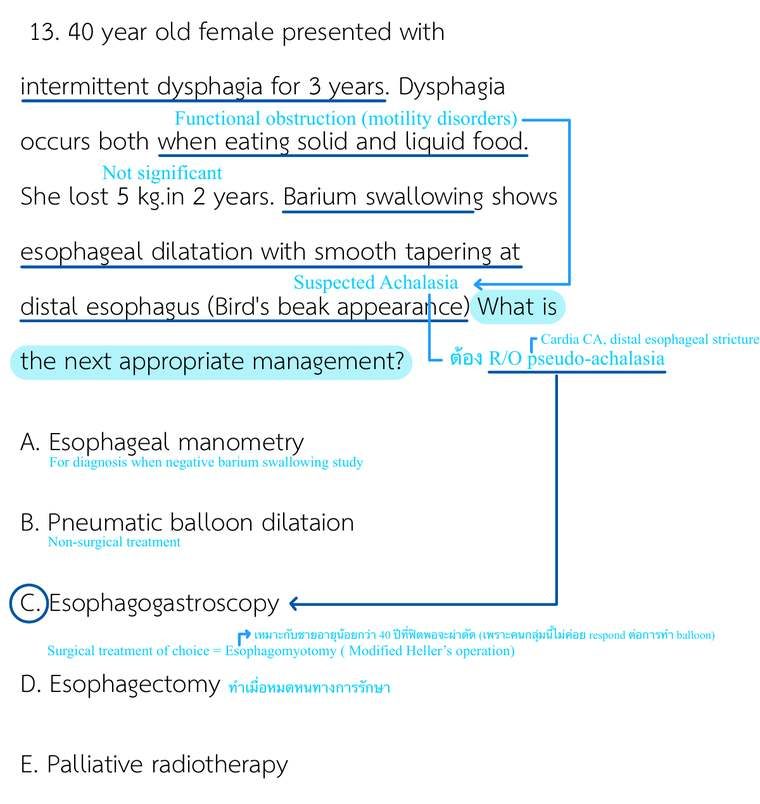 13. 40 year old female presented with
intermittent dysphagia for 3 years. Dysphagia
Functional obstruction (motility disorders)
occurs both when eating solid and liquid food.
Not significant
She lost 5 kg.in 2 years. Barium swallowing shows
esophageal dilatation with smooth tapering at
Suspected Achalasia
distal esophagus (Bird's beak appearance) What is
Cardia CA, distal esophageal stricture
ต้อง R/O pseudo-achalasia
the next appropriate management?
A. Esophageal manometry
For diagnosis when negative barium swallowing study
B. Pneumatic balloon dilataion
Non-surgical treatment
C. Esophagogastroscopy
เหมาะกับชายอายุน้อยกว่า 40 ปีที่ฟิตพอจะผ่าตัด (เพราะคนกลุ่มนี้ไม่ค่อย respond ต่อการทำ balloon)
Surgical treatment of choice = Esophagomyotomy ( Modified Heller's operation)
D. Esophagectomy ทำเมื่อหมดหนทางการรักษา
E. Palliative radiotherapy